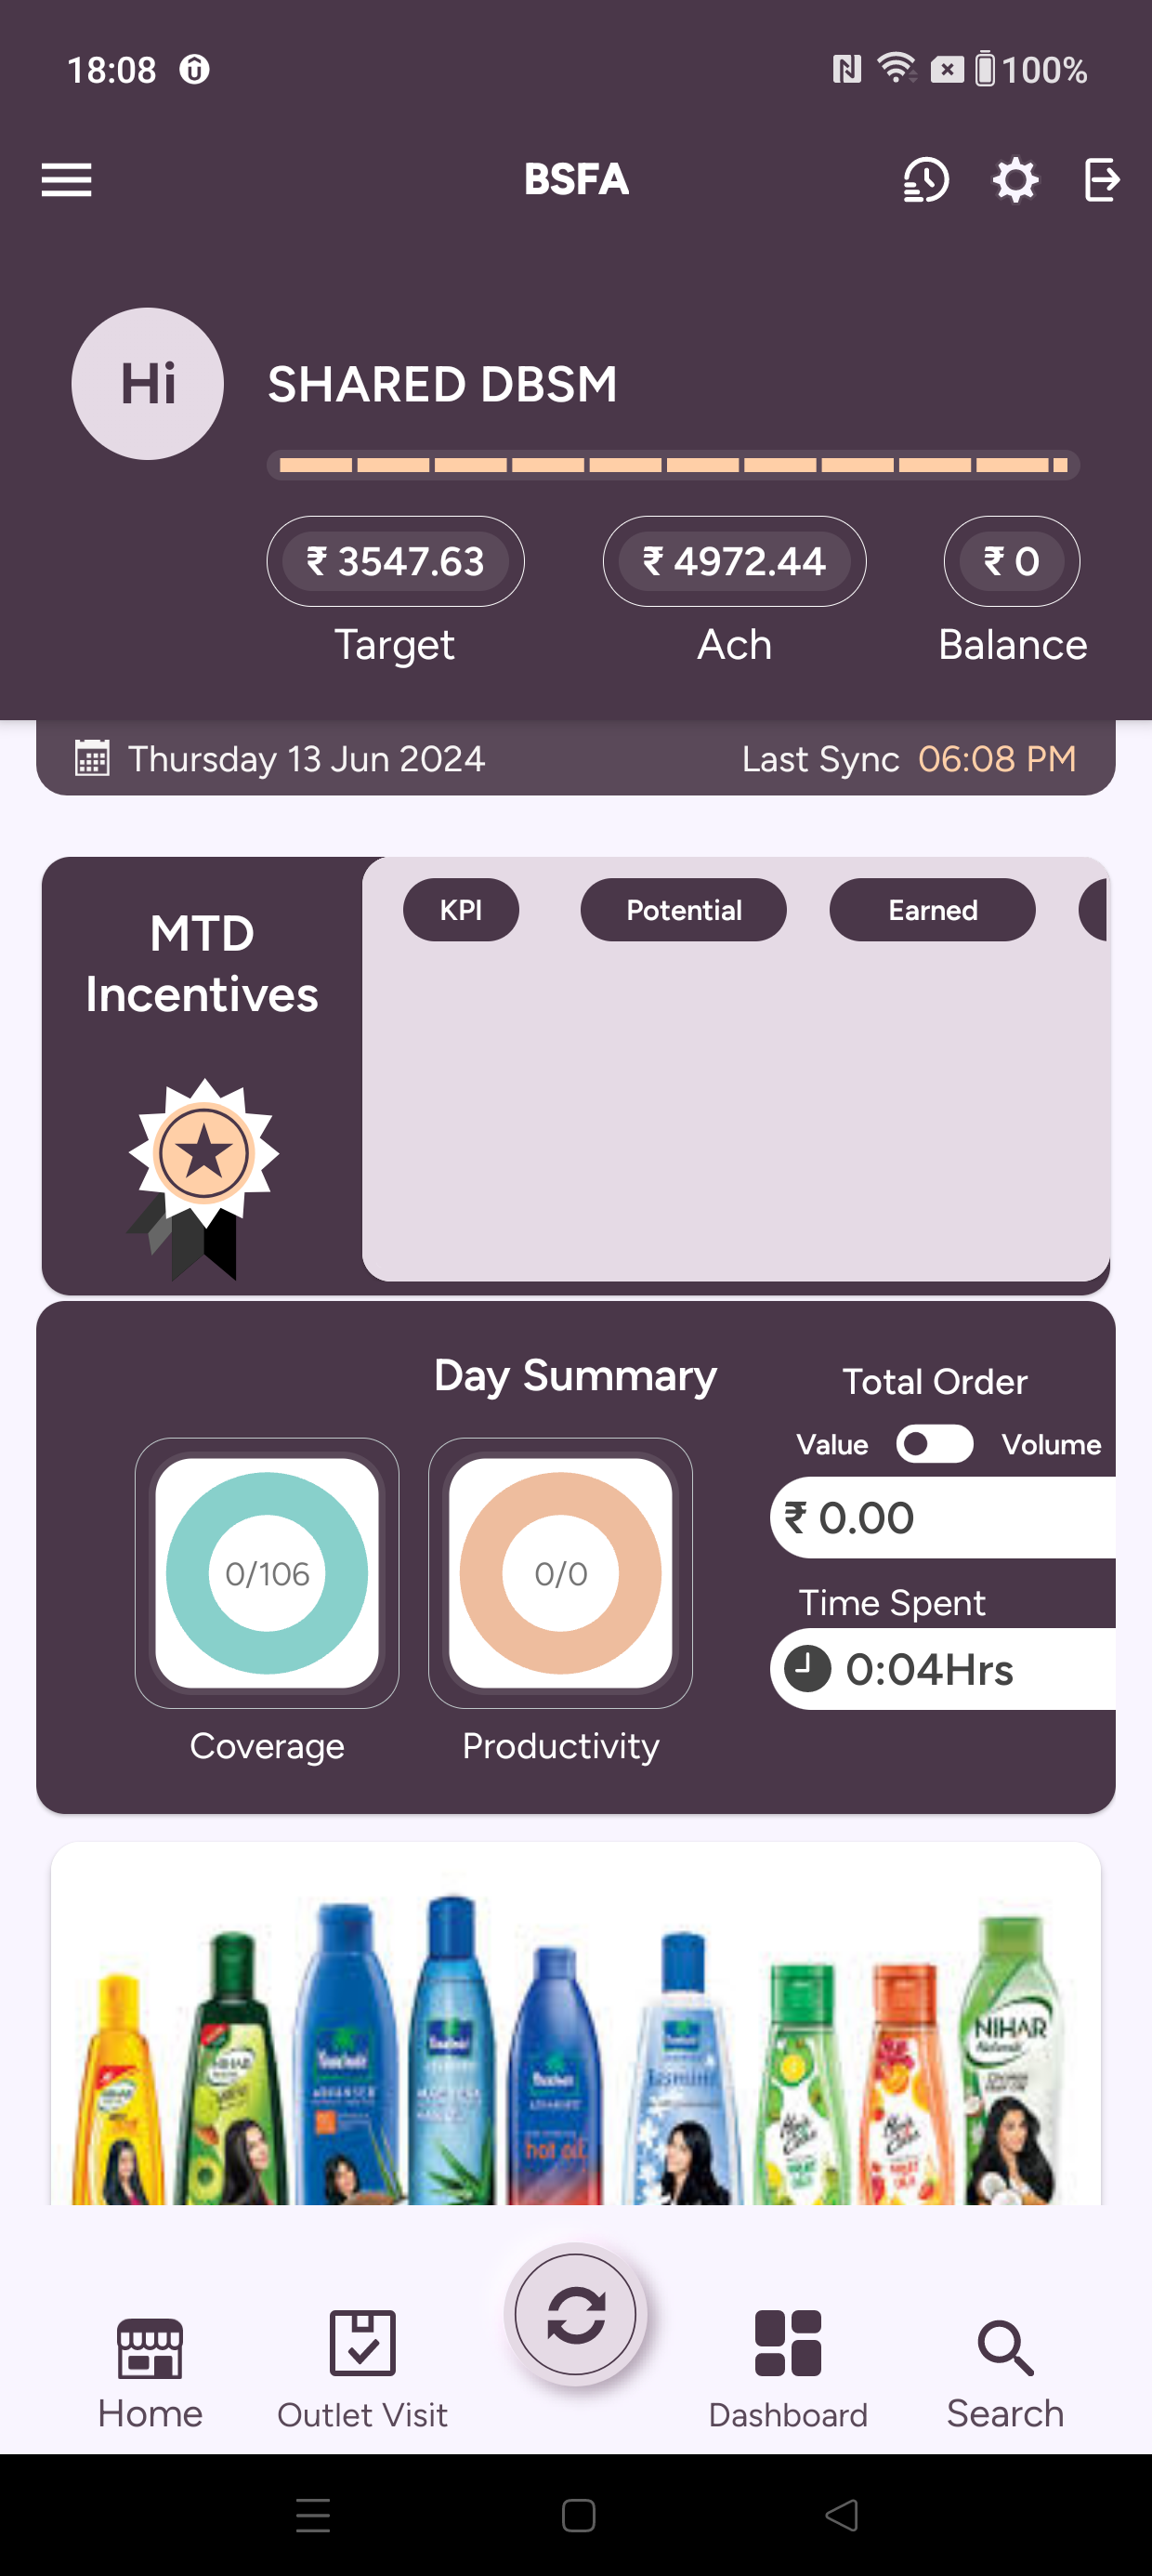 18:08
100%
BSFA
Hi
SHARED DBSM
₹ 3547.63
₹ 4972.44
₹ 0
Target
Ach
Balance
Thursday 13 Jun 2024
Last Sync 06:08 PM
MTD
Incentives
KPI
Potential
Earned
Day Summary
Total Order
Value
Volume
₹ 0.00
0/106
0/0
Time Spent
0:04Hrs
Coverage
Productivity
NIHAR
NIHAR
hot oil
Home
Outlet Visit
Dashboard
Search